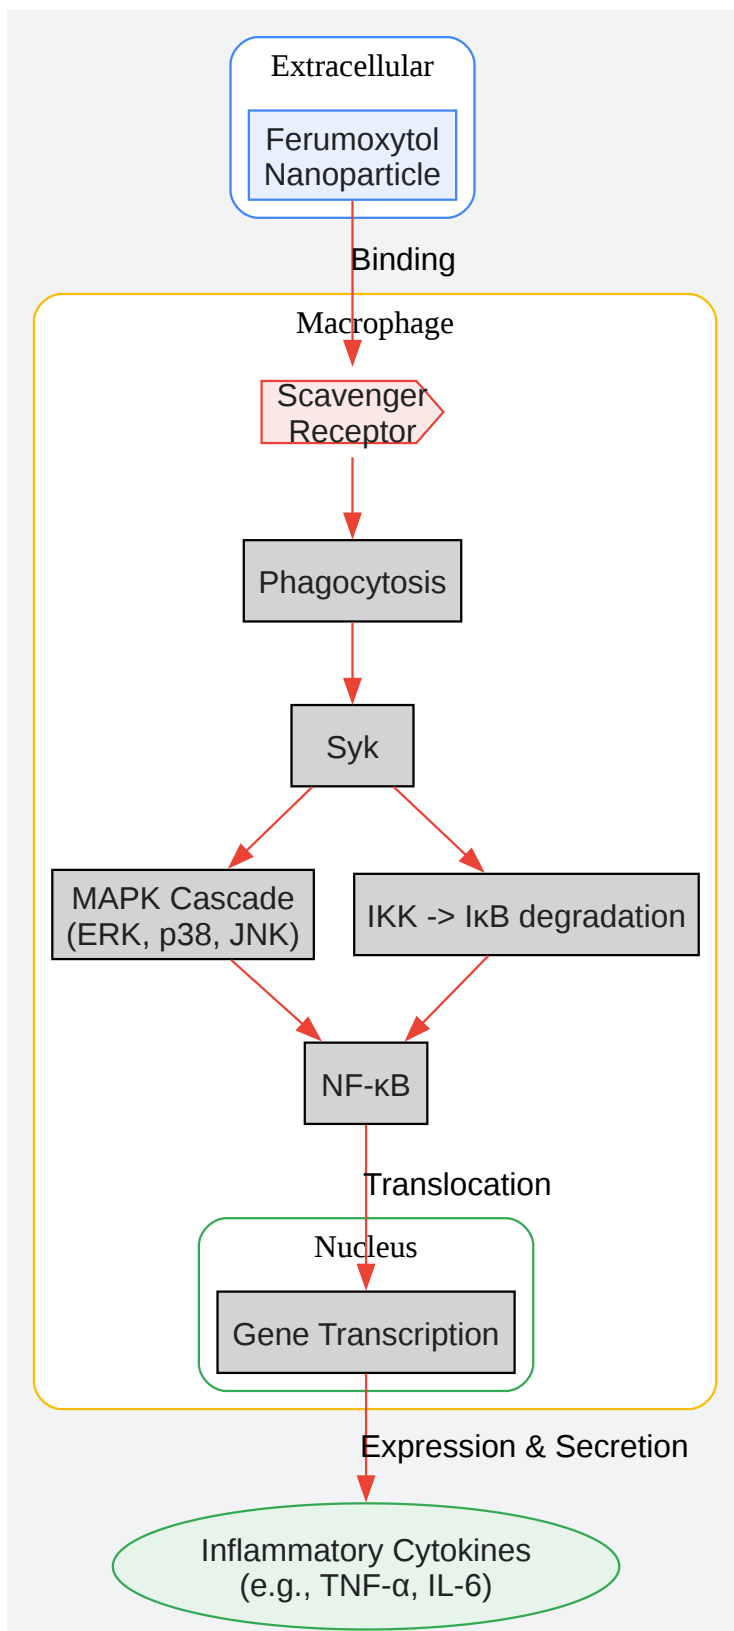 Extracellular
Ferumoxytol
Nanoparticle
Binding
Macrophage
Scavenger
Receptor
Phagocytosis
Syk
MAPK Cascade
(ERK, p38, JNK)
IKK -> IκB degradation
NF-κB
Translocation
Nucleus
Gene Transcription
Expression & Secretion
Inflammatory Cytokines
(e.g., TNF-α, IL-6)